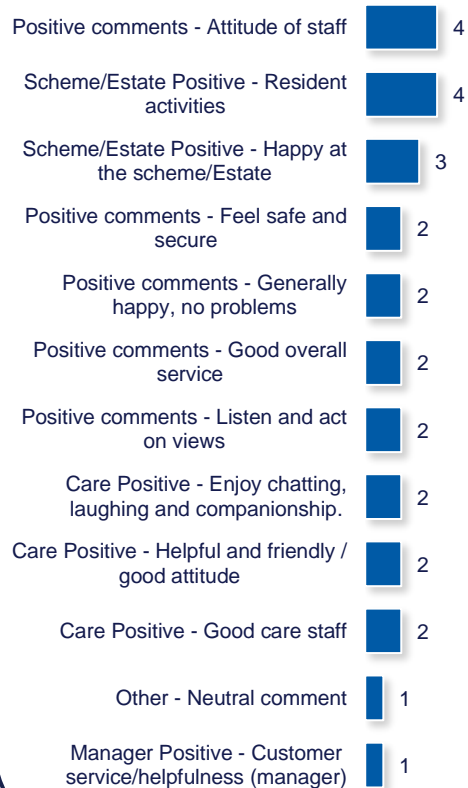 Positive comments - Attitude of staff 4
Scheme/Estate Positive - Resident
activities 4
Scheme/Estate Positive - Happy at
the scheme/Estate 3
Positive comments - Feel safe and
secure 2
Positive comments - Generally
happy, no problems 2
Positive comments - Good overall
service 2
Positive comments - Listen and act
on views 2
Care Positive - Enjoy chatting,
laughing and companionship. 2
Care Positive - Helpful and friendly /
good attitude 2
Care Positive - Good care staff 2
Other - Neutral comment 1
Manager Positive - Customer
service/helpfulness (manager) 1